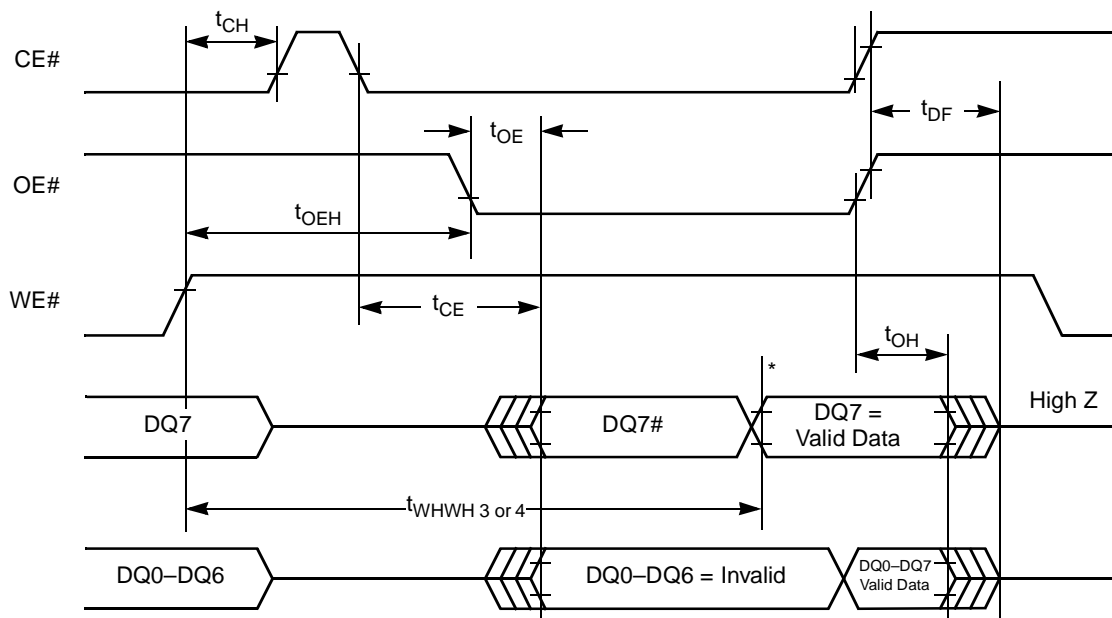 tCH
CE#
tDF
tOE
OE#
tOEH
WE#
tCE
tOH
*
DQ7
DQ7#
DQ7 =
Valid Data
High Z
tWHWH 3 or 4
DQ0–DQ6
DQ0–DQ6 = Invalid
DQ0–DQ7
Valid Data